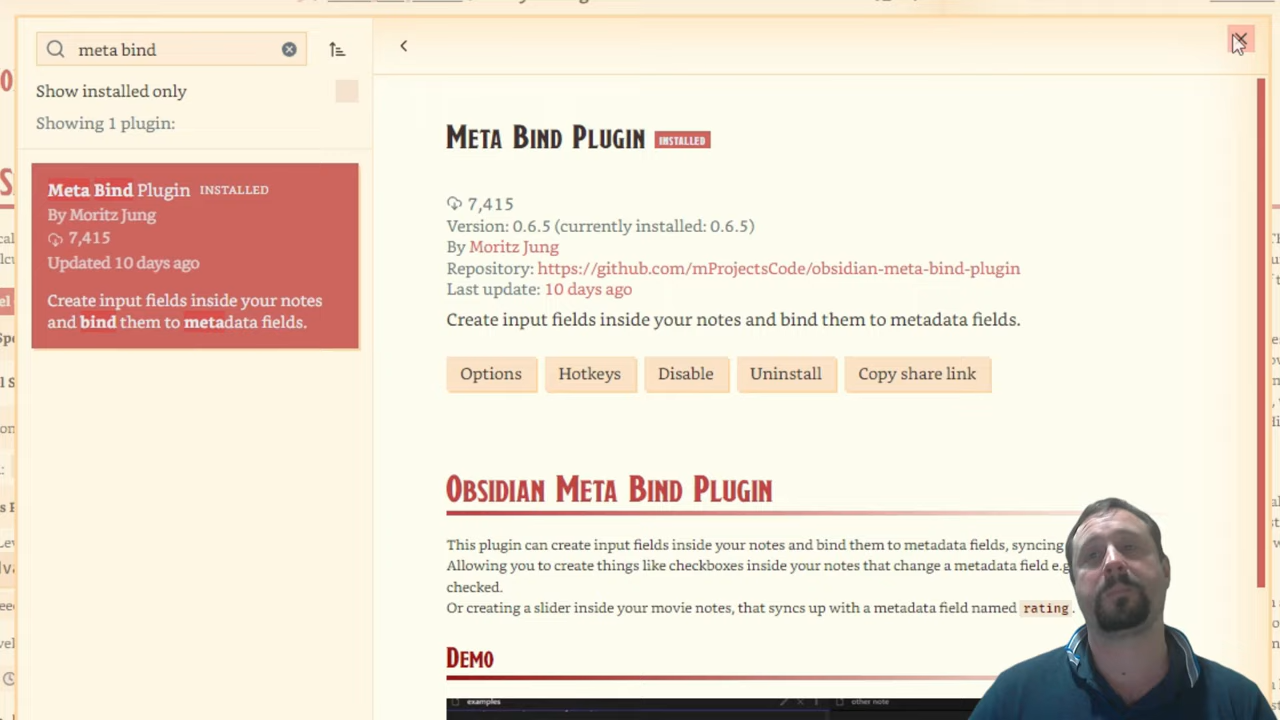 meta bind
Show installed only
Showing 1 plugin:
Meta Bind Plugin INSTALLED
By Moritz Jung
7,415
Updated 10 days ago
Create input fields inside your notes
and bind them to metadata fields.
Meta Bind Plugin INSTALLED
7,415
Version: 0.6.5 (currently installed: 0.6.5)
By Moritz Jung
Repository: https://github.com/mProjectsCode/obsidian-meta-bind-plugin
Last update: 10 days ago
Create input fields inside your notes and bind them to metadata fields.
Options Hotkeys Disable Uninstall Copy share link
Obsidian Meta Bind Plugin
This plugin can create input fields inside your notes and bind them to metadata fields, syncing
Allowing you to create things like checkboxes inside your notes that change a metadata field e.g
checked.
Or creating a slider inside your movie notes, that syncs up with a metadata field named rating.
Demo
examples other note